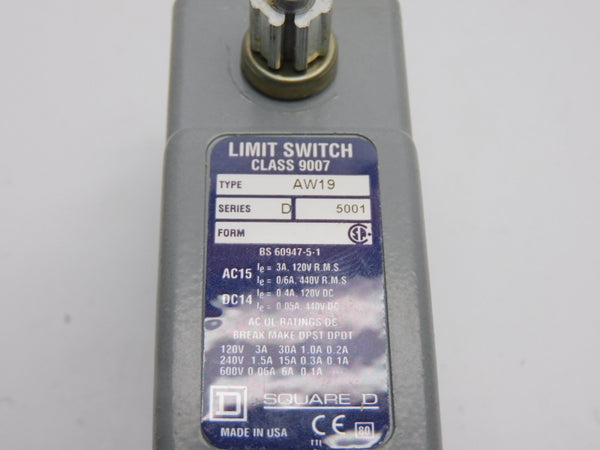 LIMIT SWITCH
CLASS 9007
TYPE AW19
SERIES D 5001
FORM
BS 60947-5-1
AC15 Ie = 3A, 120V R.M.S.
Ie = 0/6A, 440V R.M.S
DC14 Ie = 0.4A, 120V DC
Ie = 0.05A, 440V DC
AC UL RATINGS DC
BREAK MAKE DPST DPDT
120V 3A 30A 1.0A 0.2A
240V 1.5A 15A 0.3A 0.1A
600V 0.06A 6A 0.1A ---
D SQUARE D
MADE IN USA CE 80